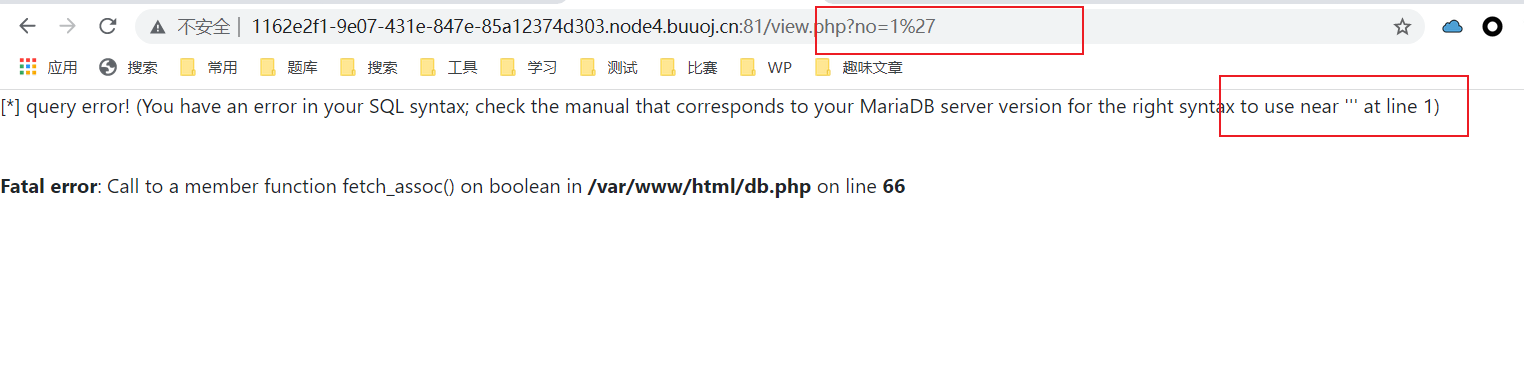 不安全 | 1162e2f1-9e07-431e-847e-85a12374d303.node4.buuoj.cn:81/view.php?no=1%27
应用 搜索 常用 题库 搜索 工具 学习 测试 比赛 WP 趣味文章
[*] query error! (You have an error in your SQL syntax; check the manual that corresponds to your MariaDB server version for the right syntax to use near ''' at line 1)
Fatal error: Call to a member function fetch_assoc() on boolean in /var/www/html/db.php on line 66